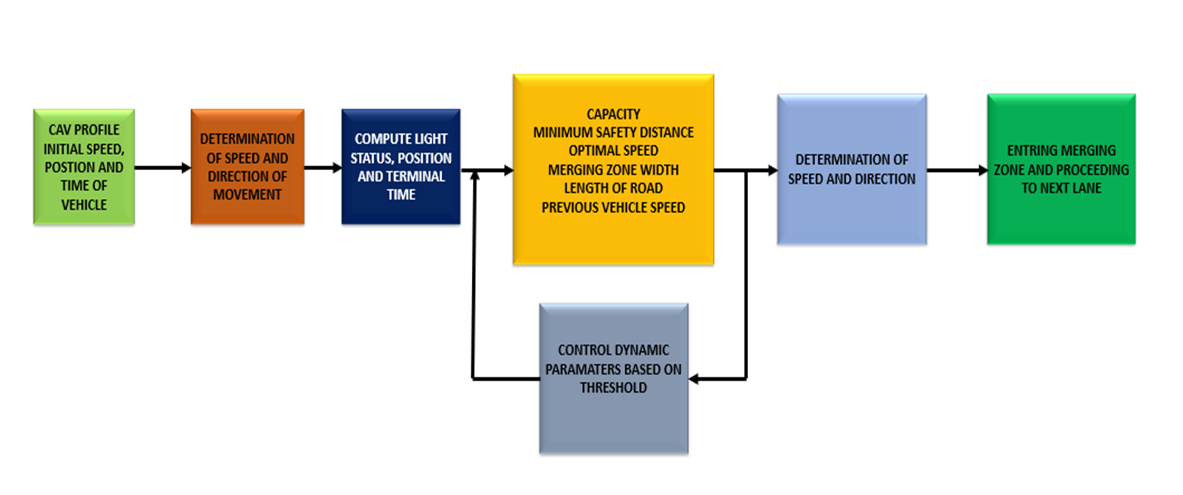 CAV PROFILE
INITIAL SPEED,
POSTION AND
TIME OF
VEHICLE
DETERMINATION
OF SPEED AND
DIRECTION OF
MOVEMENT
COMPUTE LIGHT
STATUS, POSITION
AND TERMINAL
TIME
CAPACITY
MINIMUM SAFETY DISTANCE
OPTIMAL SPEED
MERGING ZONE WIDTH
LENGTH OF ROAD
PREVIOUS VEHICLE SPEED
DETERMINATION OF
SPEED AND DIRECTION
ENTRING MERGING
ZONE AND PROCEEDING
TO NEXT LANE
CONTROL DYNAMIC
PARAMATERS BASED ON
THRESHOLD